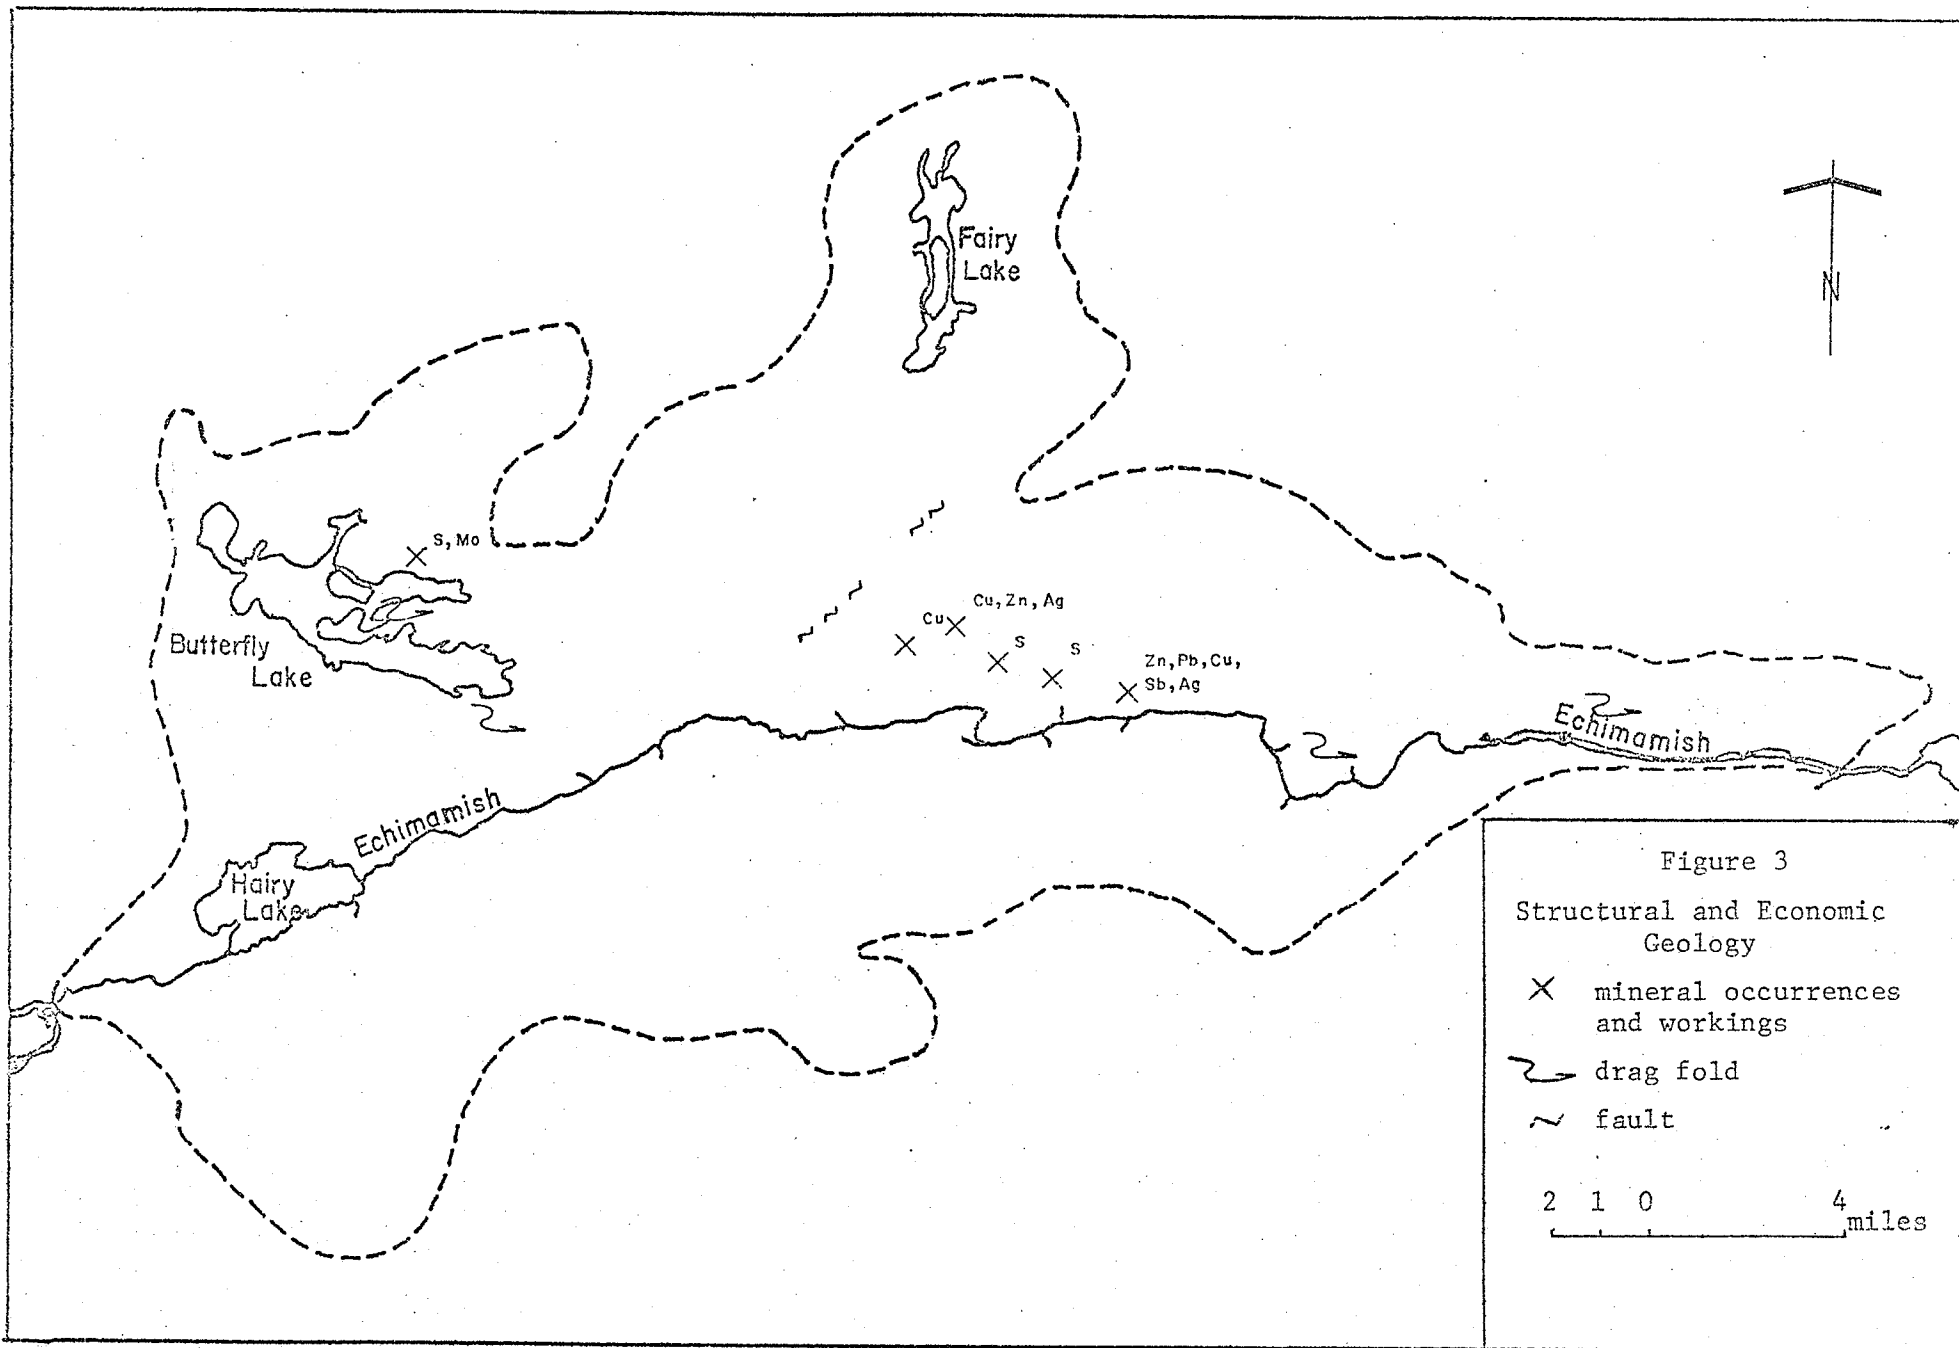 Fairy
Lake
N
S, Mo
Cu, Zn, Ag
Cu
S
S
Butterfly
Lake
Zn, Pb, Cu,
Sb, Ag
Echimamish
Echimamish
Hairy
Lake
Figure 3
Structural and Economic
Geology
mineral occurrences
and workings
drag fold
fault
2 1 0 4
miles